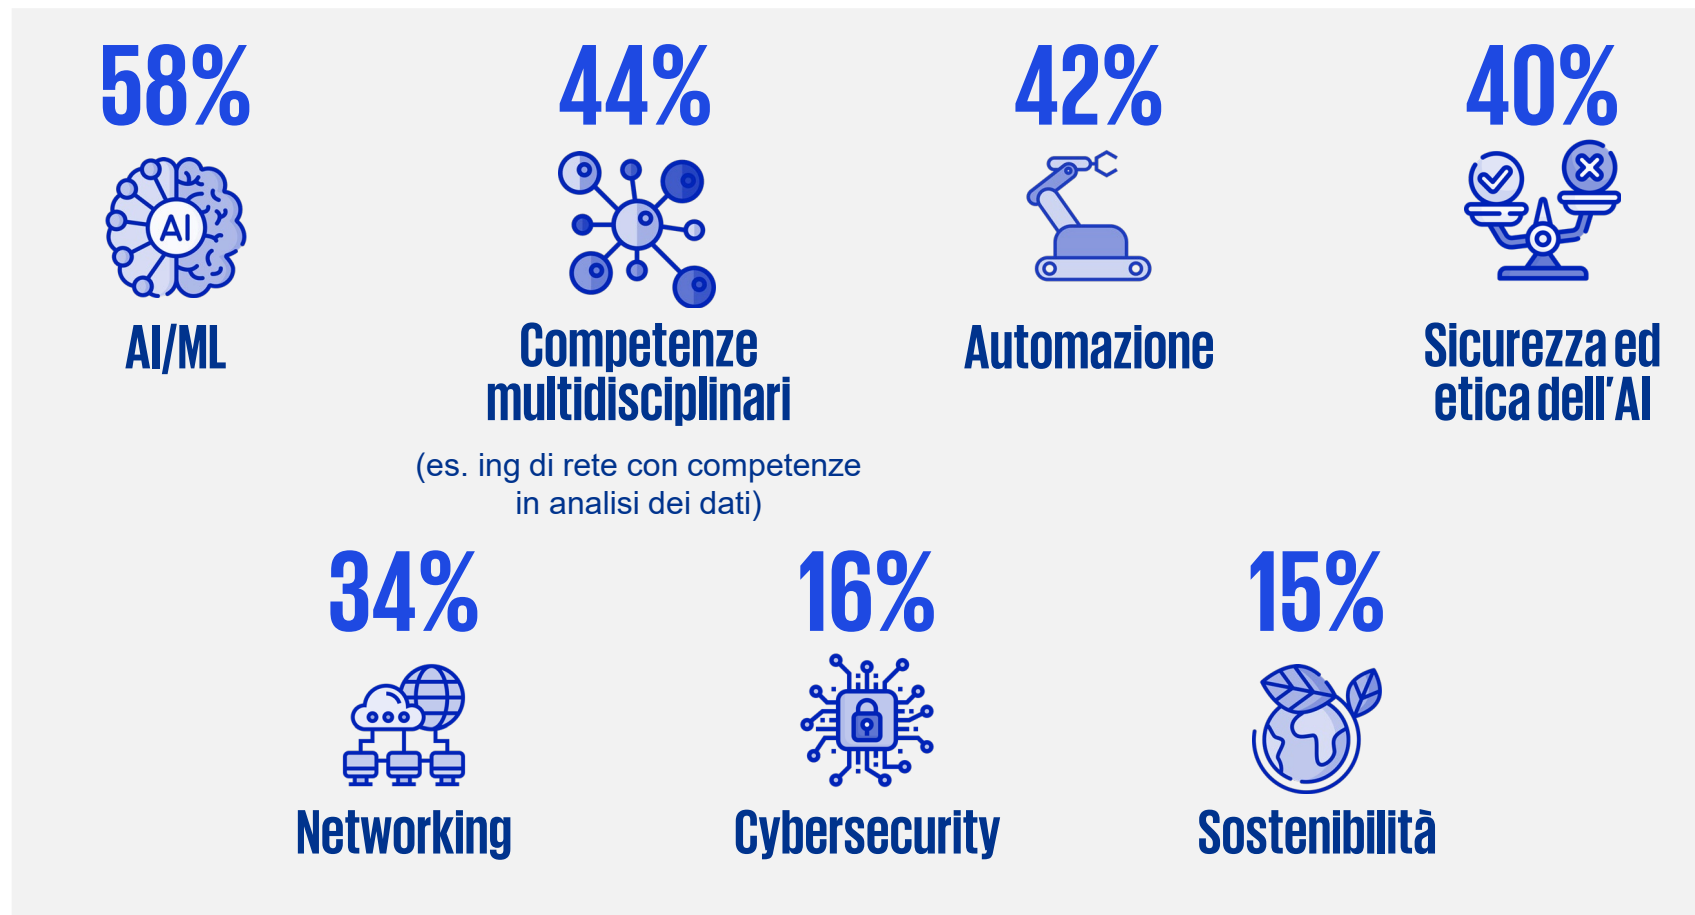 58%
44%
42%
40%
AI
AI/ML
Competenze
multidisciplinari
(es. ing di rete con competenze
in analisi dei dati)
Automazione
Sicurezza ed
etica dell'AI
34%
16%
15%
Networking
Cybersecurity
Sostenibilità